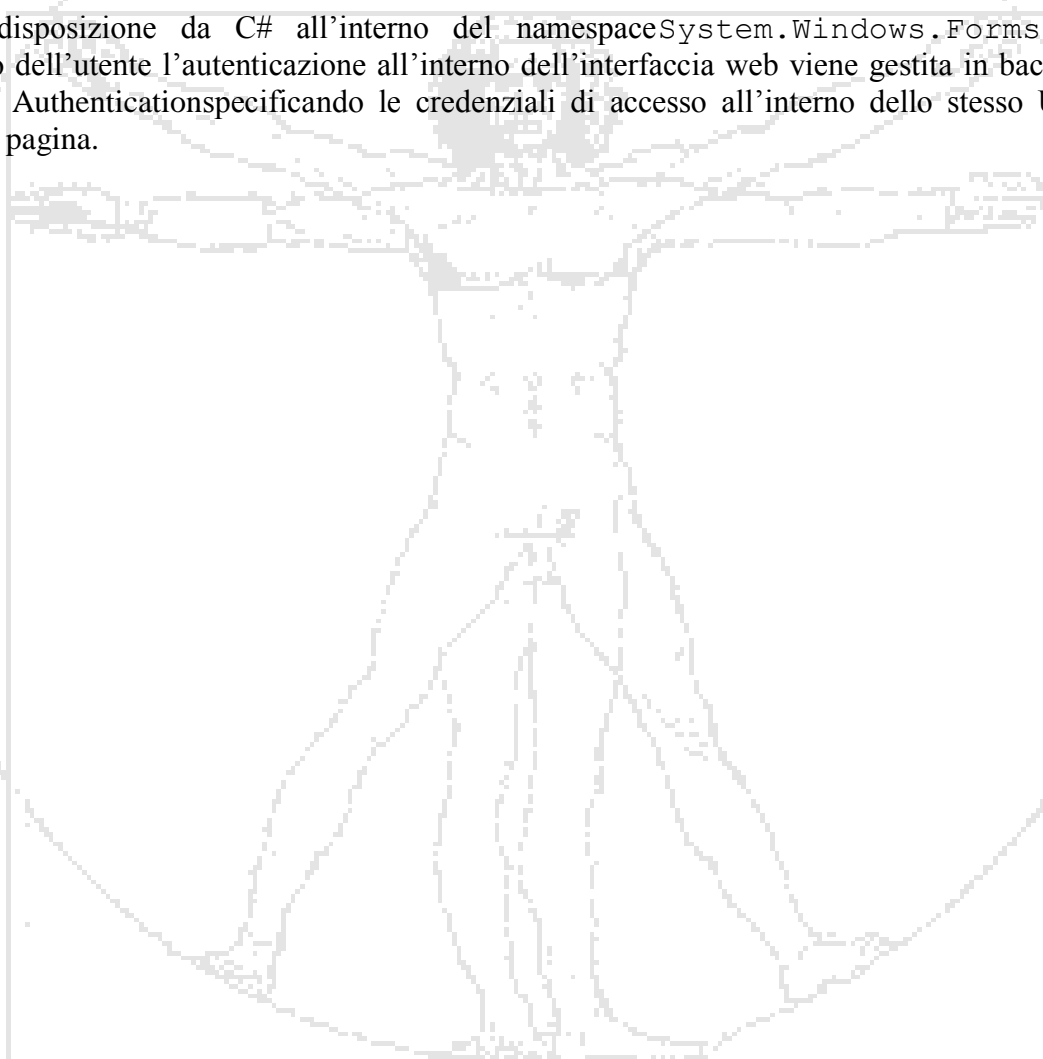 disposizione da C# all’interno del namespaceSystem.Windows.Forms
dell’utente l’autenticazione all’interno dell’interfaccia web viene gestita in bac
Authenticationspecificando le credenziali di accesso all’interno dello stesso
pagina.